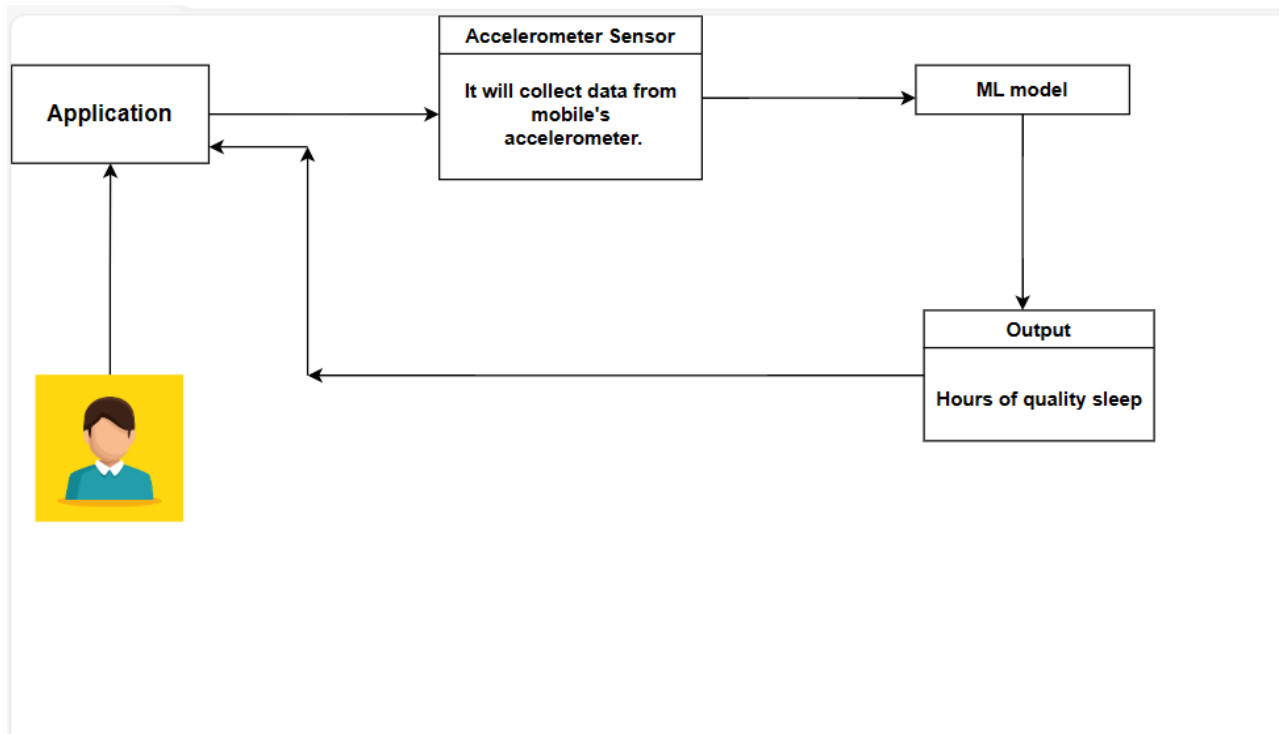 Application
Accelerometer Sensor
It will collect data from
mobile's
accelerometer.
ML model
Output
Hours of quality sleep